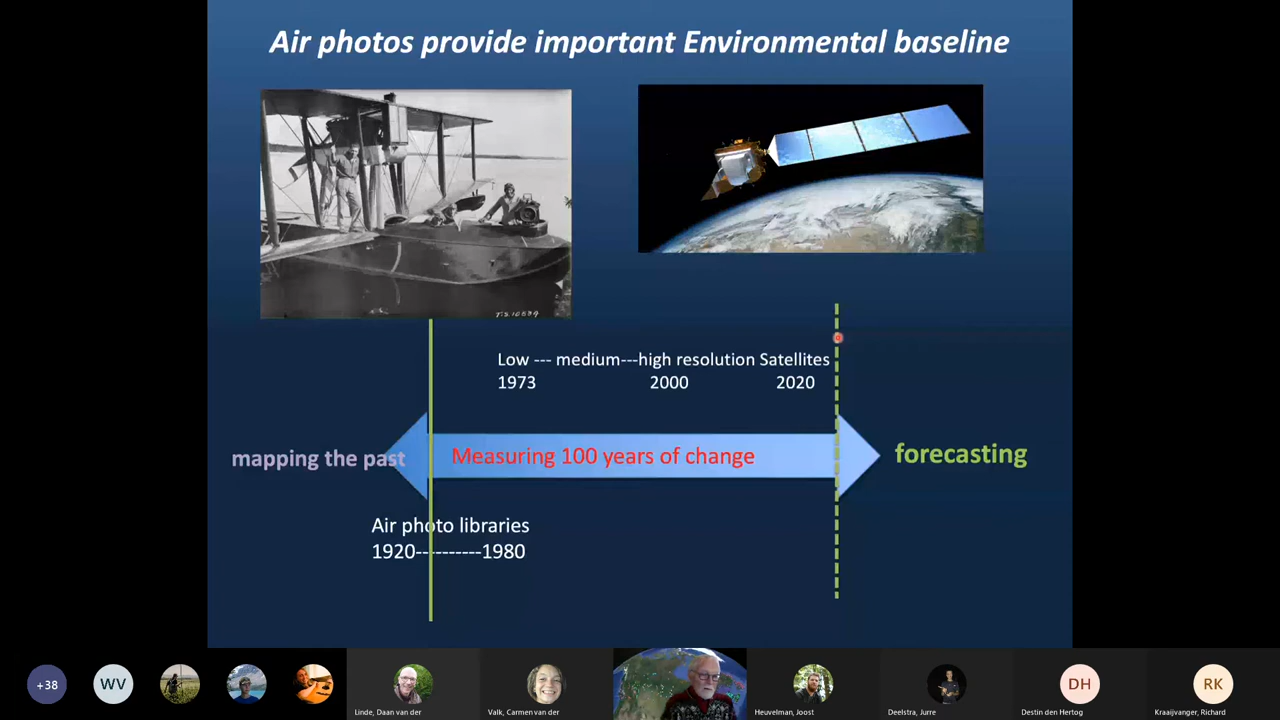 Air photos provide important Environmental baseline
Low --- medium---high resolution Satellites
1973 2000 2020
mapping the past
Measuring 100 years of change
forecasting
Air photo libraries
1920----------1980
+38
WV
Linde, Daan van der
Valk, Carmen van der
Heuvelman, Joost
Deelstra, Jurre
DH
Destin den Hertog
RK
Kraaijvanger, Richard